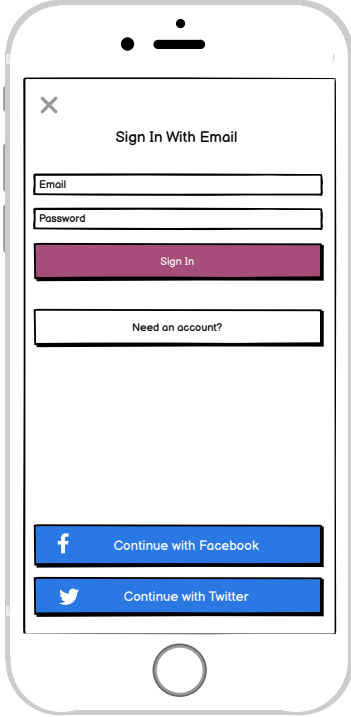 Sign In With Email
Email
Password
Sign In
Need an account?
Continue with Facebook
Continue with Twitter